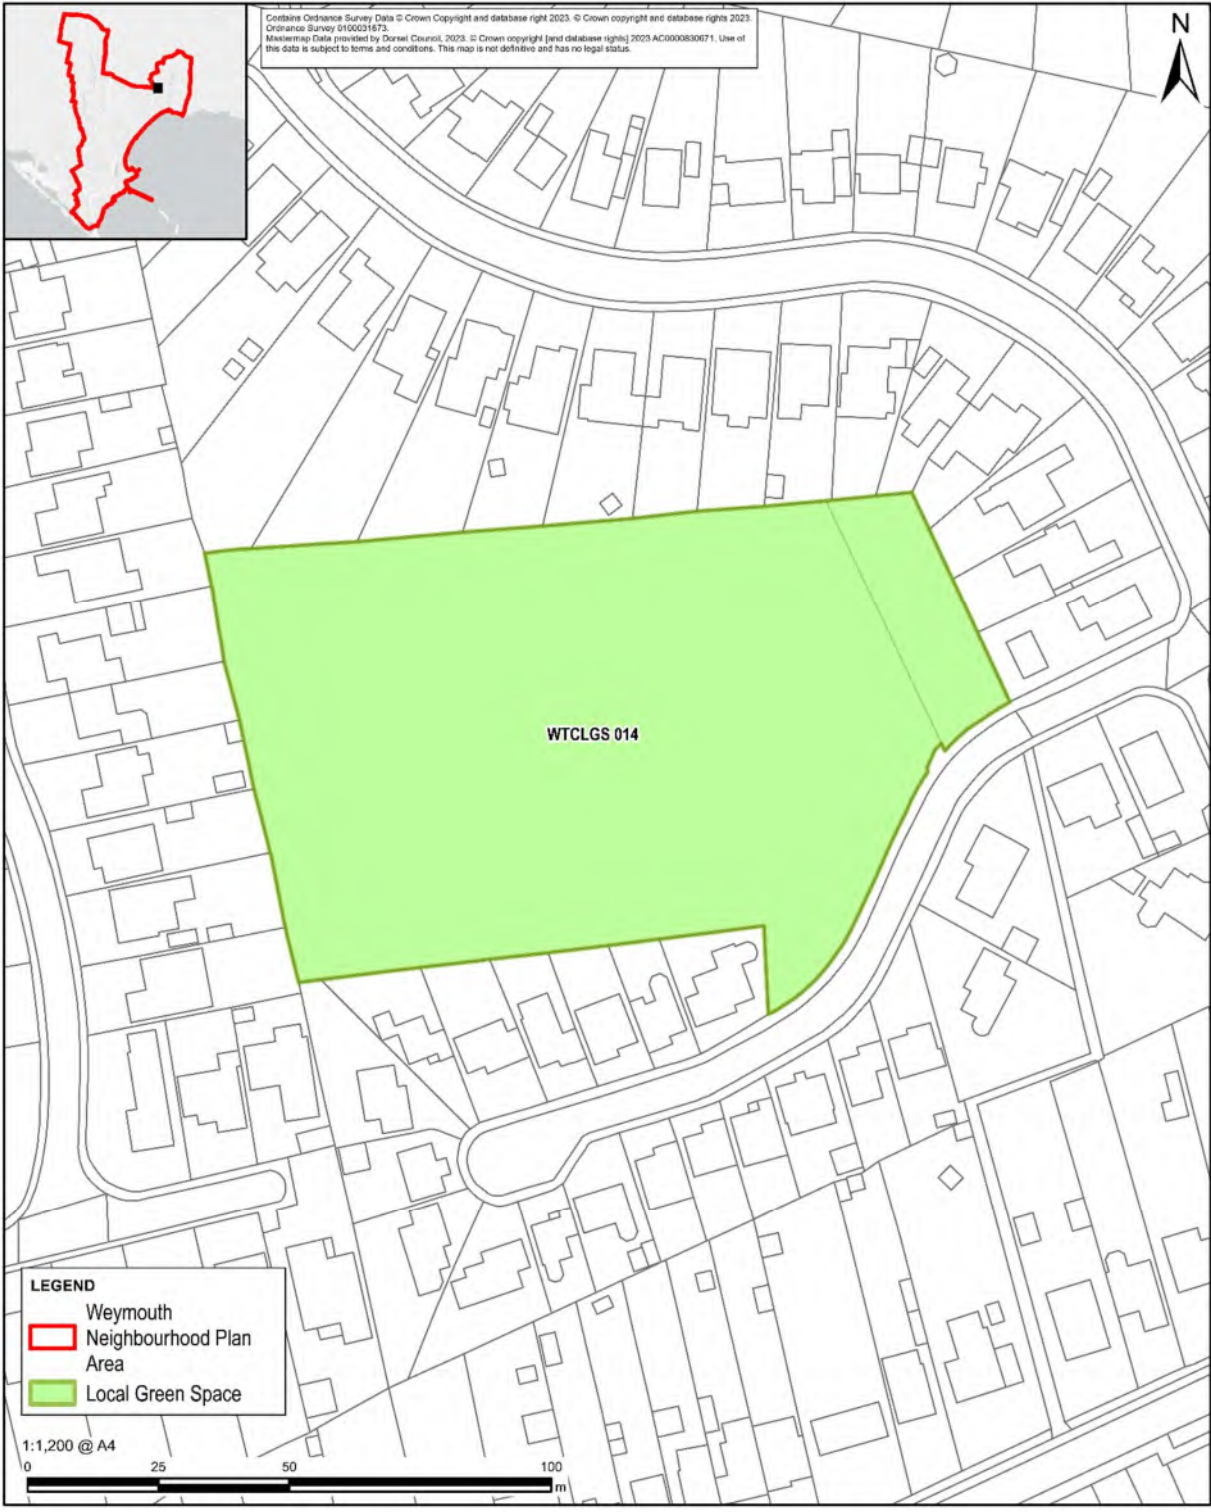 Contains Ordnance Survey Data © Crown Copyright and database right 2023. © Crown copyright and database rights 2023.
Ordnance Survey 0100031673.
Mastermap Data provided by Dorset Council, 2023. © Crown copyright [and database rights] 2023 AC0000830671. Use of
this data is subject to terms and conditions. This map is not definitive and has no legal status.
N
WTCLGS 014
LEGEND
Weymouth
Neighbourhood Plan
Area
Local Green Space
1:1,200 @ A4
0 25 50 100
m